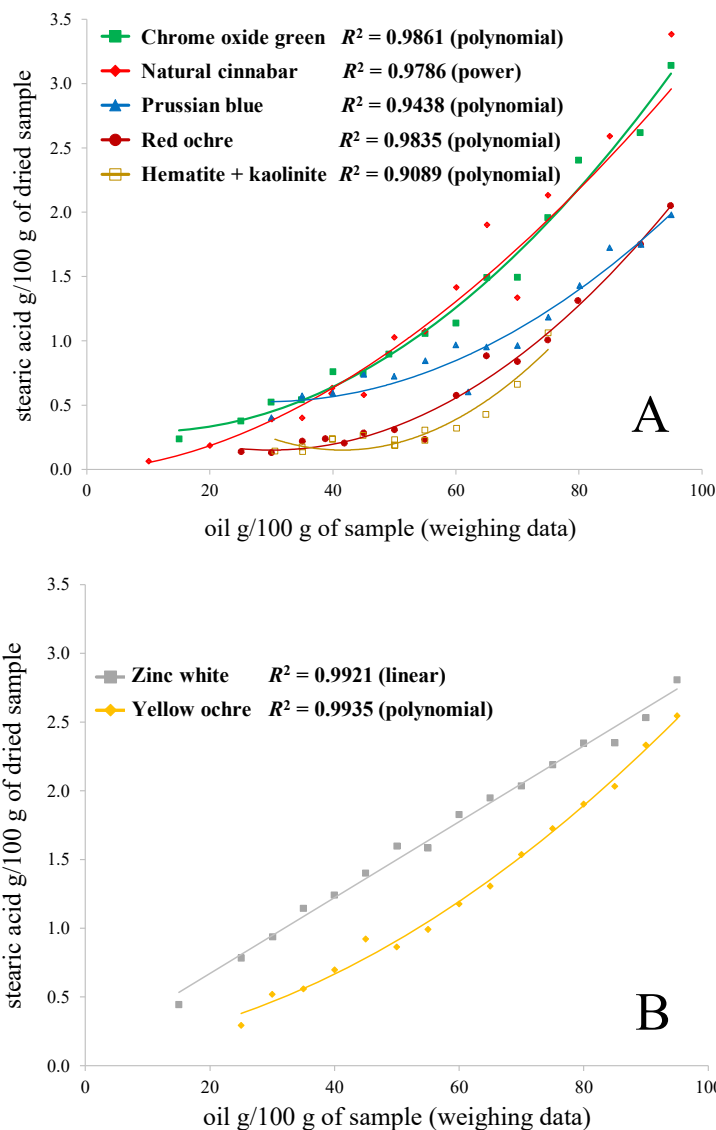 3.5
3.0
2.5
2.0
1.5
1.0
0.5
0.0
stearic acid g/100 g of dried sample
Chrome oxide green R² = 0.9861 (polynomial)
Natural cinnabar R² = 0.9786 (power)
Prussian blue R² = 0.9438 (polynomial)
Red ochre R² = 0.9835 (polynomial)
Hematite + kaolinite R² = 0.9089 (polynomial)
A
0 20 40 60 80 100
oil g/100 g of sample (weighing data)
3.5
3.0
2.5
2.0
1.5
1.0
0.5
0.0
stearic acid g/100 g of dried sample
Zinc white R² = 0.9921 (linear)
Yellow ochre R² = 0.9935 (polynomial)
B
0 20 40 60 80 100
oil g/100 g of sample (weighing data)